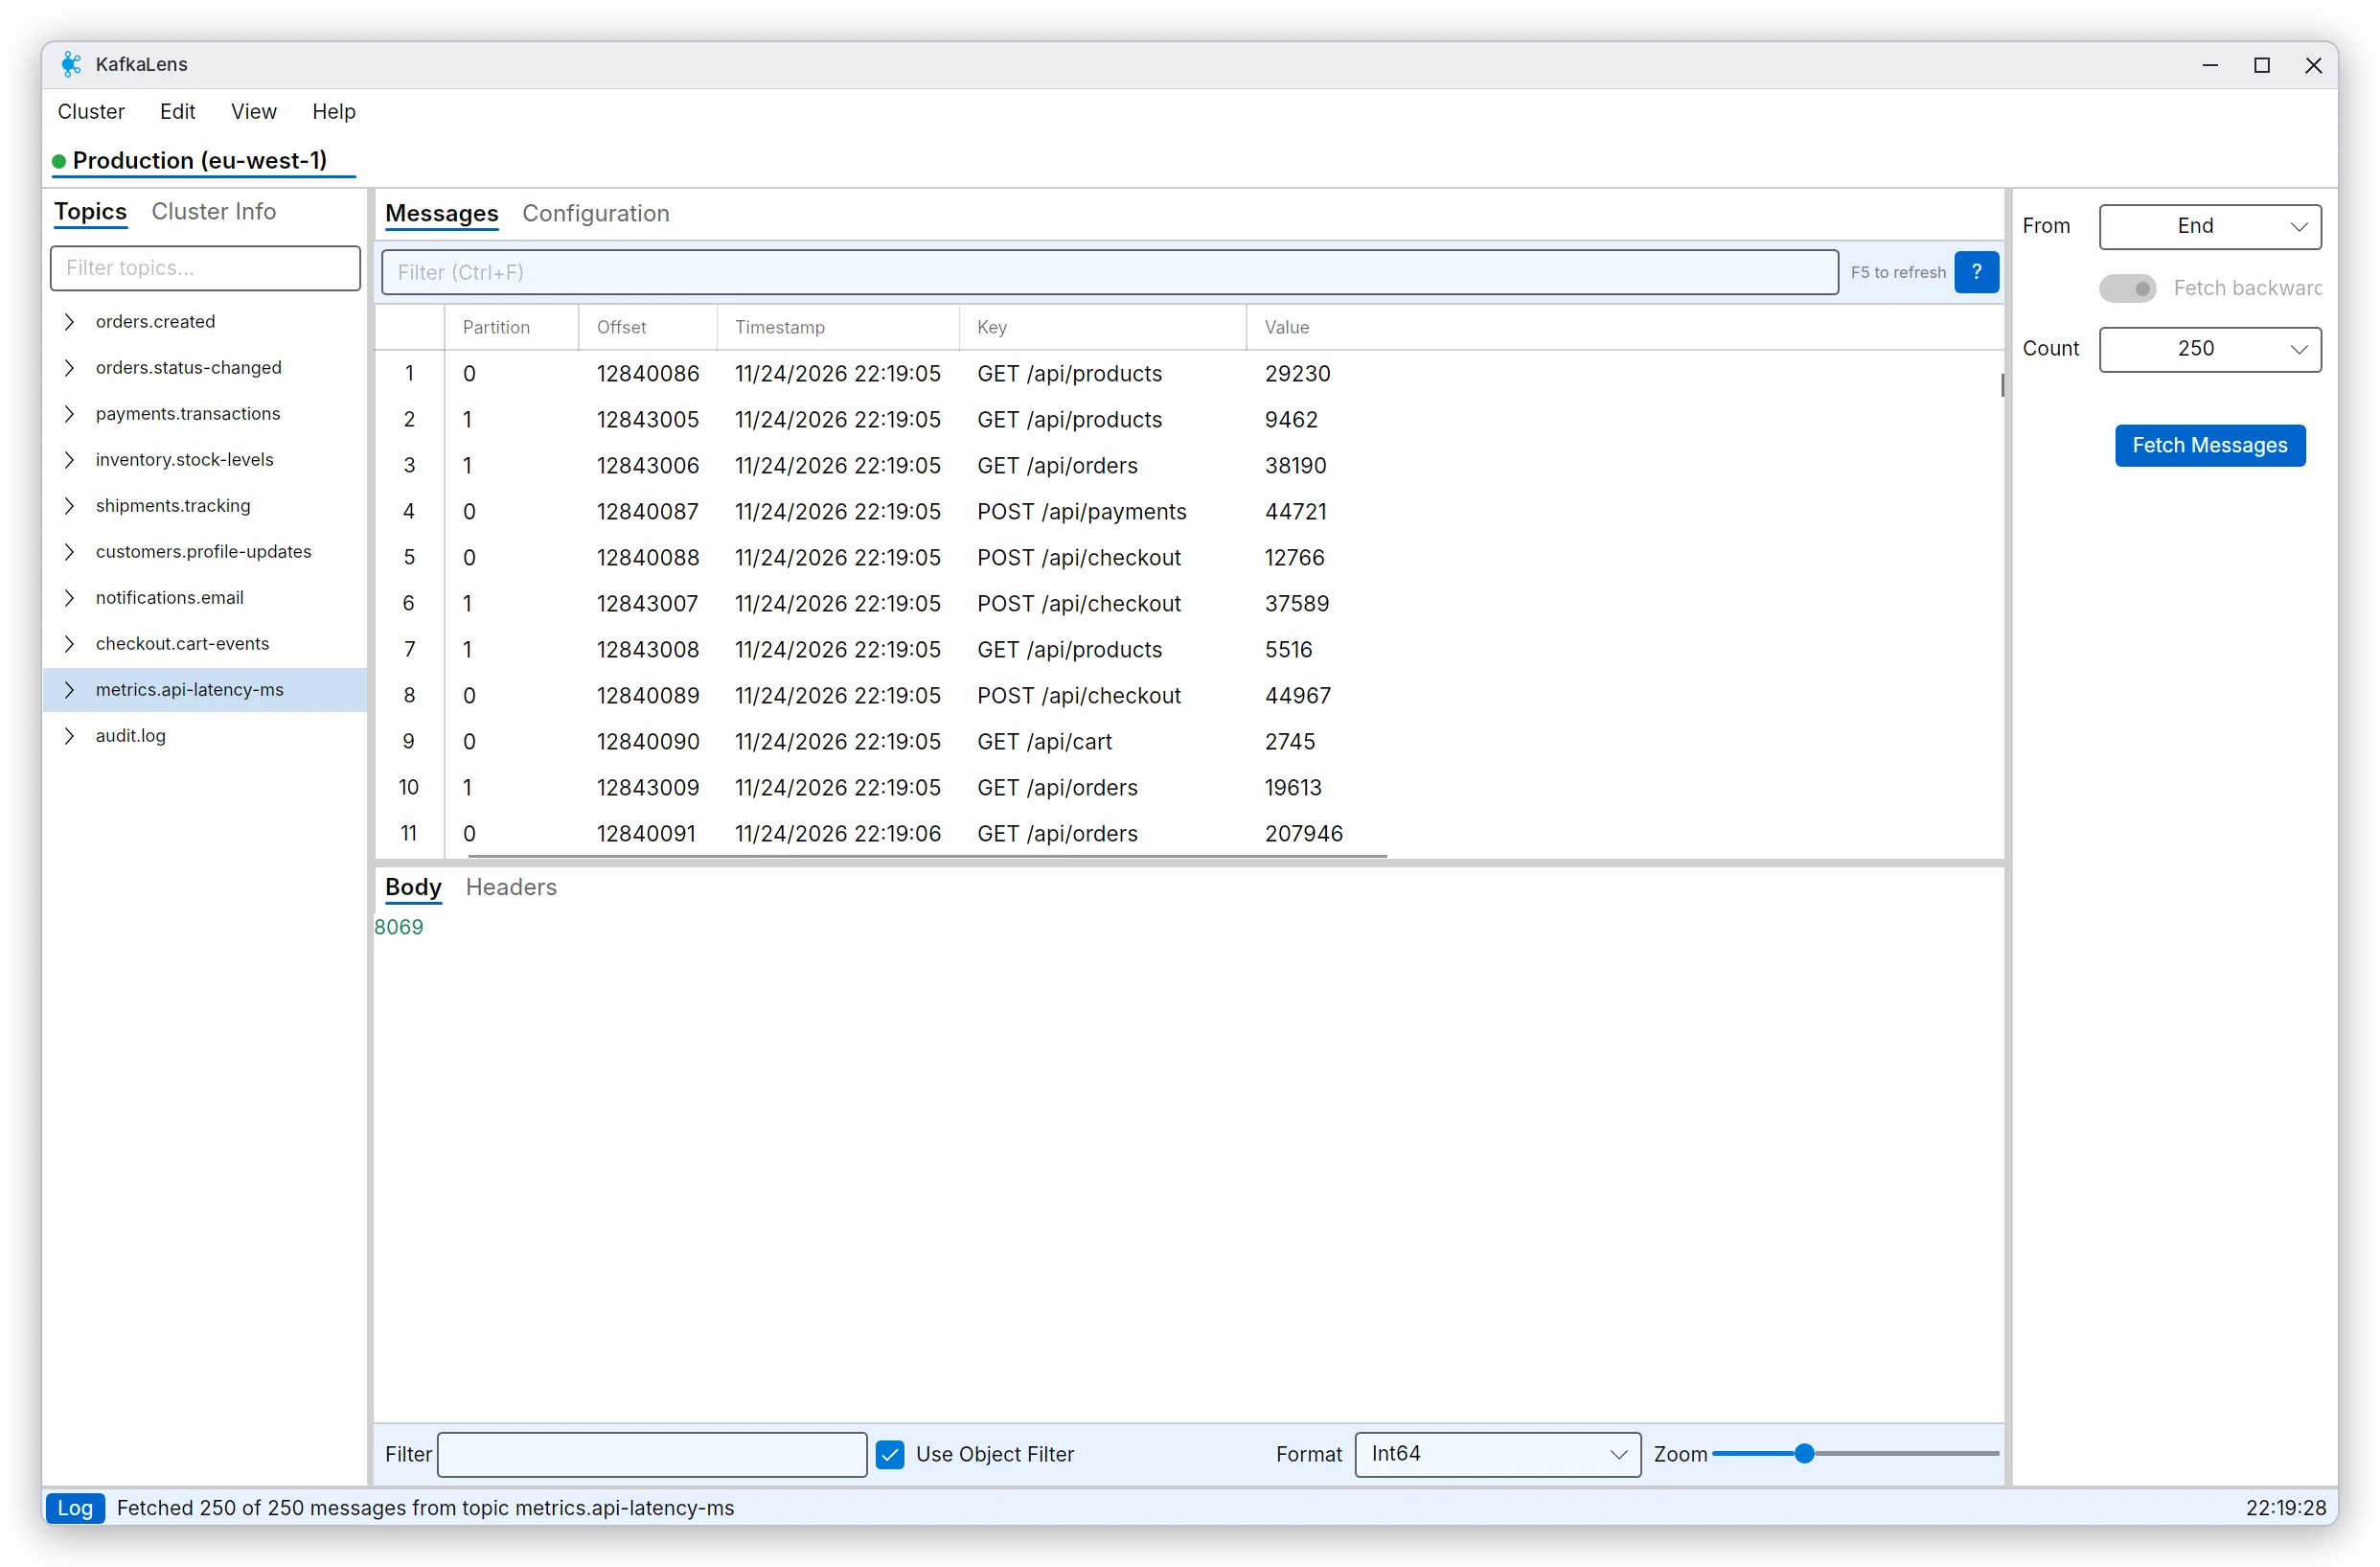 KafkaLens
Cluster Edit View Help
Production (eu-west-1)
Topics Cluster Info
Filter topics...
orders.created
orders.status-changed
payments.transactions
inventory.stock-levels
shipments.tracking
customers.profile-updates
notifications.email
checkout.cart-events
metrics.api-latency-ms
audit.log
Messages Configuration
Filter (Ctrl+F) F5 to refresh ?
Partition Offset Timestamp Key Value
1 0 12840086 11/24/2026 22:19:05 GET /api/products 29230
2 1 12843005 11/24/2026 22:19:05 GET /api/products 9462
3 1 12843006 11/24/2026 22:19:05 GET /api/orders 38190
4 0 12840087 11/24/2026 22:19:05 POST /api/payments 44721
5 0 12840088 11/24/2026 22:19:05 POST /api/checkout 12766
6 1 12843007 11/24/2026 22:19:05 POST /api/checkout 37589
7 1 12843008 11/24/2026 22:19:05 GET /api/products 5516
8 0 12840089 11/24/2026 22:19:05 POST /api/checkout 44967
9 0 12840090 11/24/2026 22:19:05 GET /api/cart 2745
10 1 12843009 11/24/2026 22:19:05 GET /api/orders 19613
11 0 12840091 11/24/2026 22:19:06 GET /api/orders 207946
Body Headers
8069
Filter Use Object Filter Format Int64 Zoom
From End
Fetch backward
Count 250
Fetch Messages
Log Fetched 250 of 250 messages from topic metrics.api-latency-ms 22:19:28